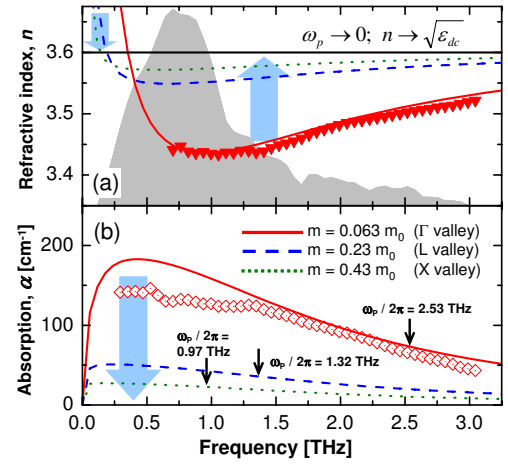 ωp → 0; n → √εdc
3.6
3.5
3.4
Refractive index, n
(a)
(b)
m = 0.063 m0 (Γ valley)
m = 0.23 m0 (L valley)
m = 0.43 m0 (X valley)
200
150
100
50
0
Absorption, α [cm-1]
ωP / 2π = 2.53 THz
ωP / 2π =
0.97 THz
ωP / 2π = 1.32 THz
0.0 0.5 1.0 1.5 2.0 2.5 3.0
Frequency [THz]